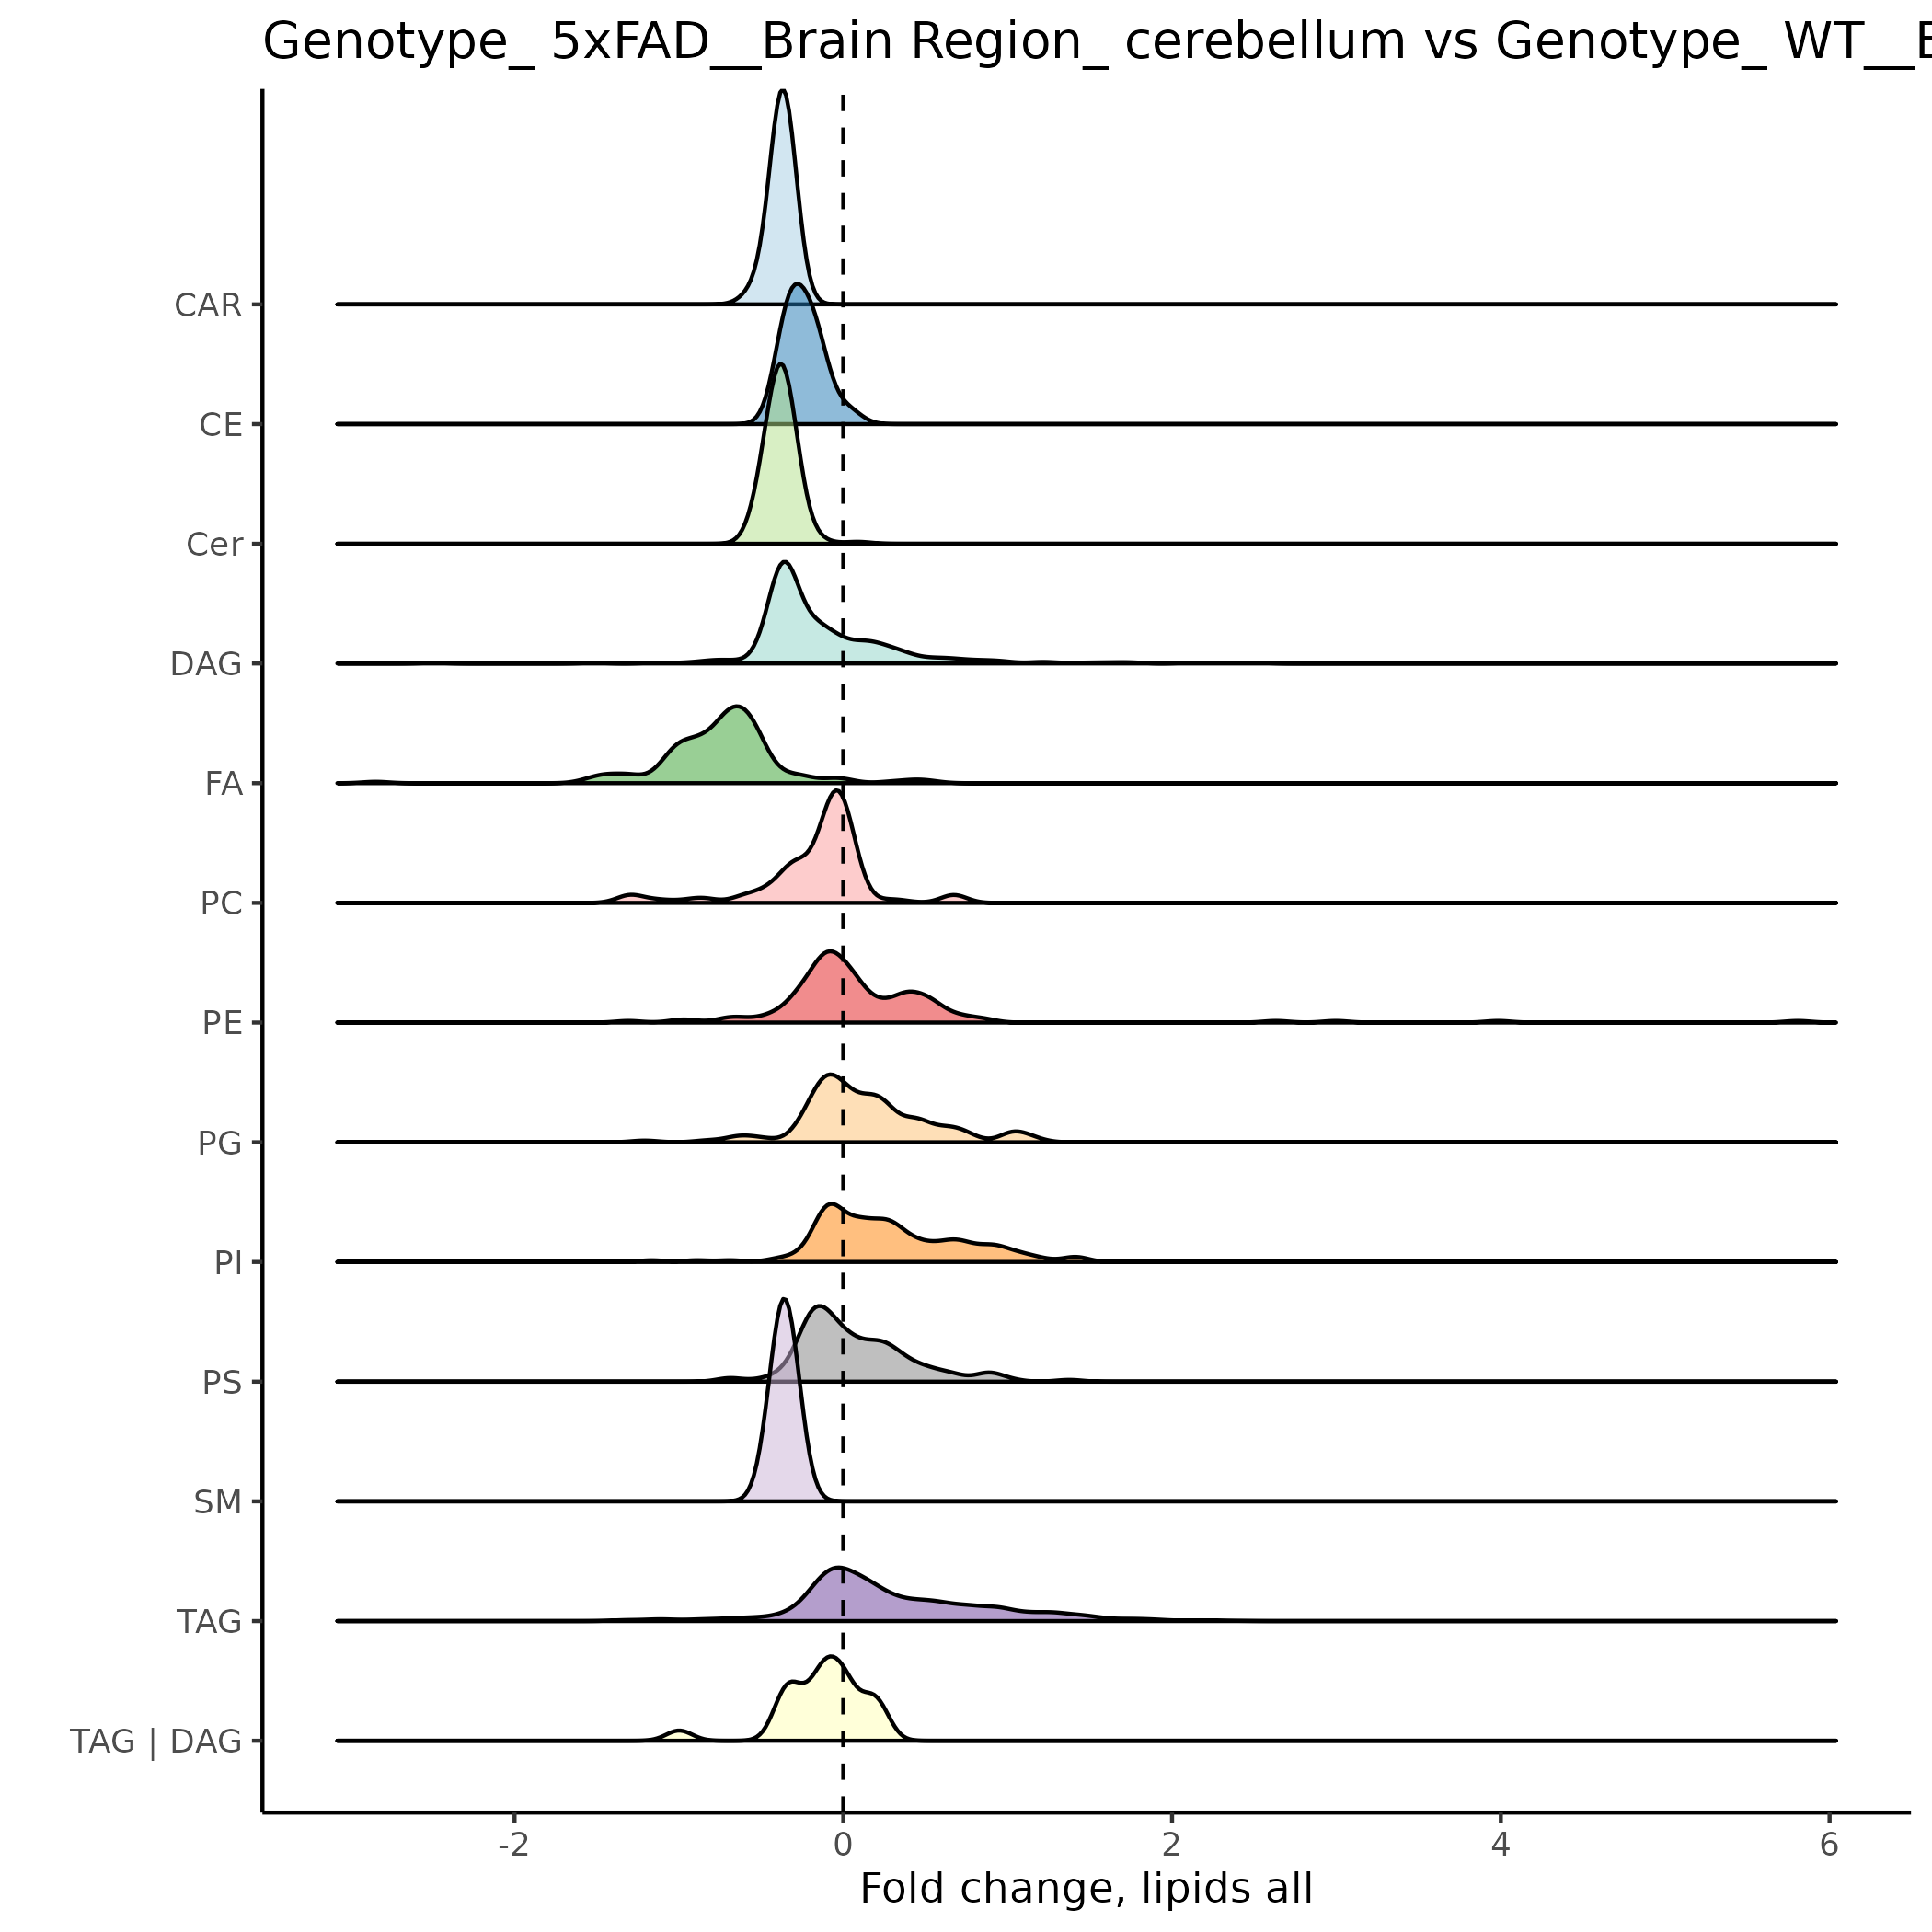 Genotype_ 5xFAD__Brain Region_ cerebellum vs Genotype_ WT__
CAR
CE
Cer
DAG
FA
PC
PE
PG
PI
PS
SM
TAG
TAG | DAG
-2 0 2 4 6
Fold change, lipids all